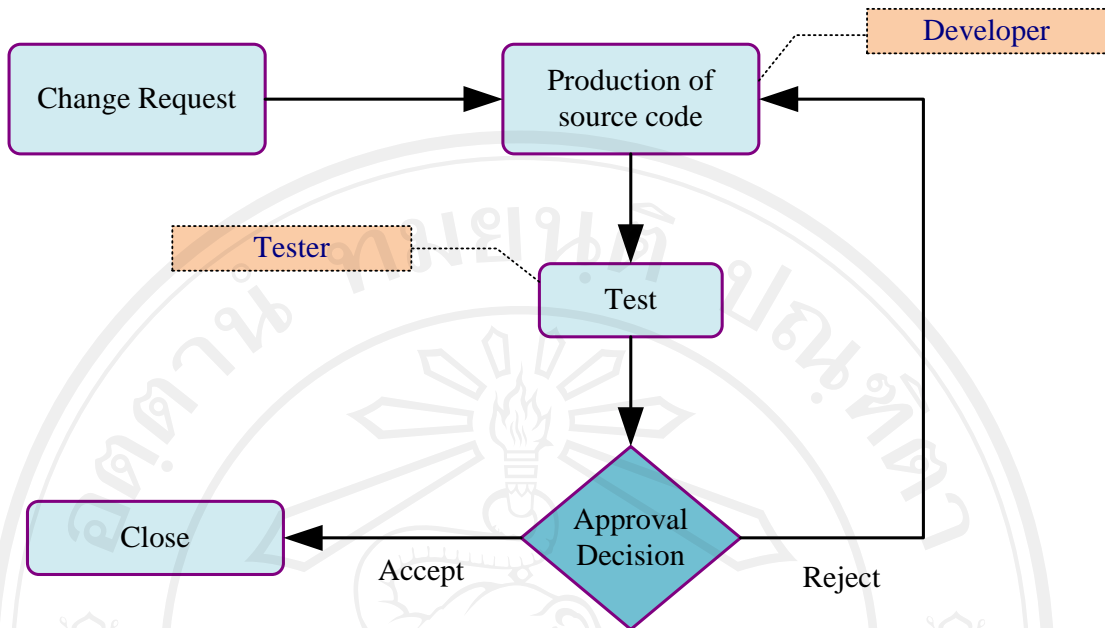 Developer
Change Request
Production of
source code
Tester
Test
Approval
Decision
Close
Accept
Reject